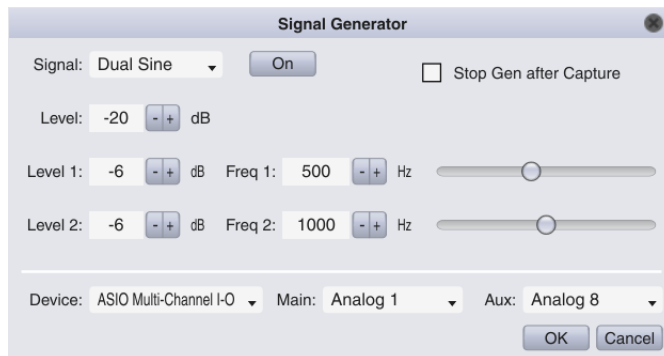 Signal Generator
Signal: Dual Sine On Stop Gen after Capture
Level: -20 - + dB
Level 1: -6 - + dB Freq 1: 500 - + Hz
Level 2: -6 - + dB Freq 2: 1000 - + Hz
Device: ASIO Multi-Channel I-O Main: Analog 1 Aux: Analog 8
OK Cancel